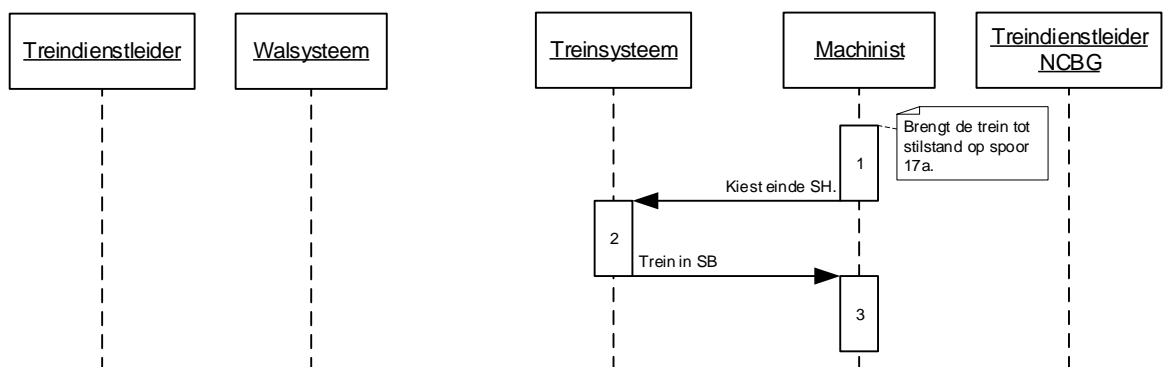 Treindienstleider
Walsysteem
Treinsysteem
Machinist
Treindienstleider
NCBG
Brengt de trein tot
stilstand op spoor
17a.
1
Kiest einde SH.
2
Trein in SB
3